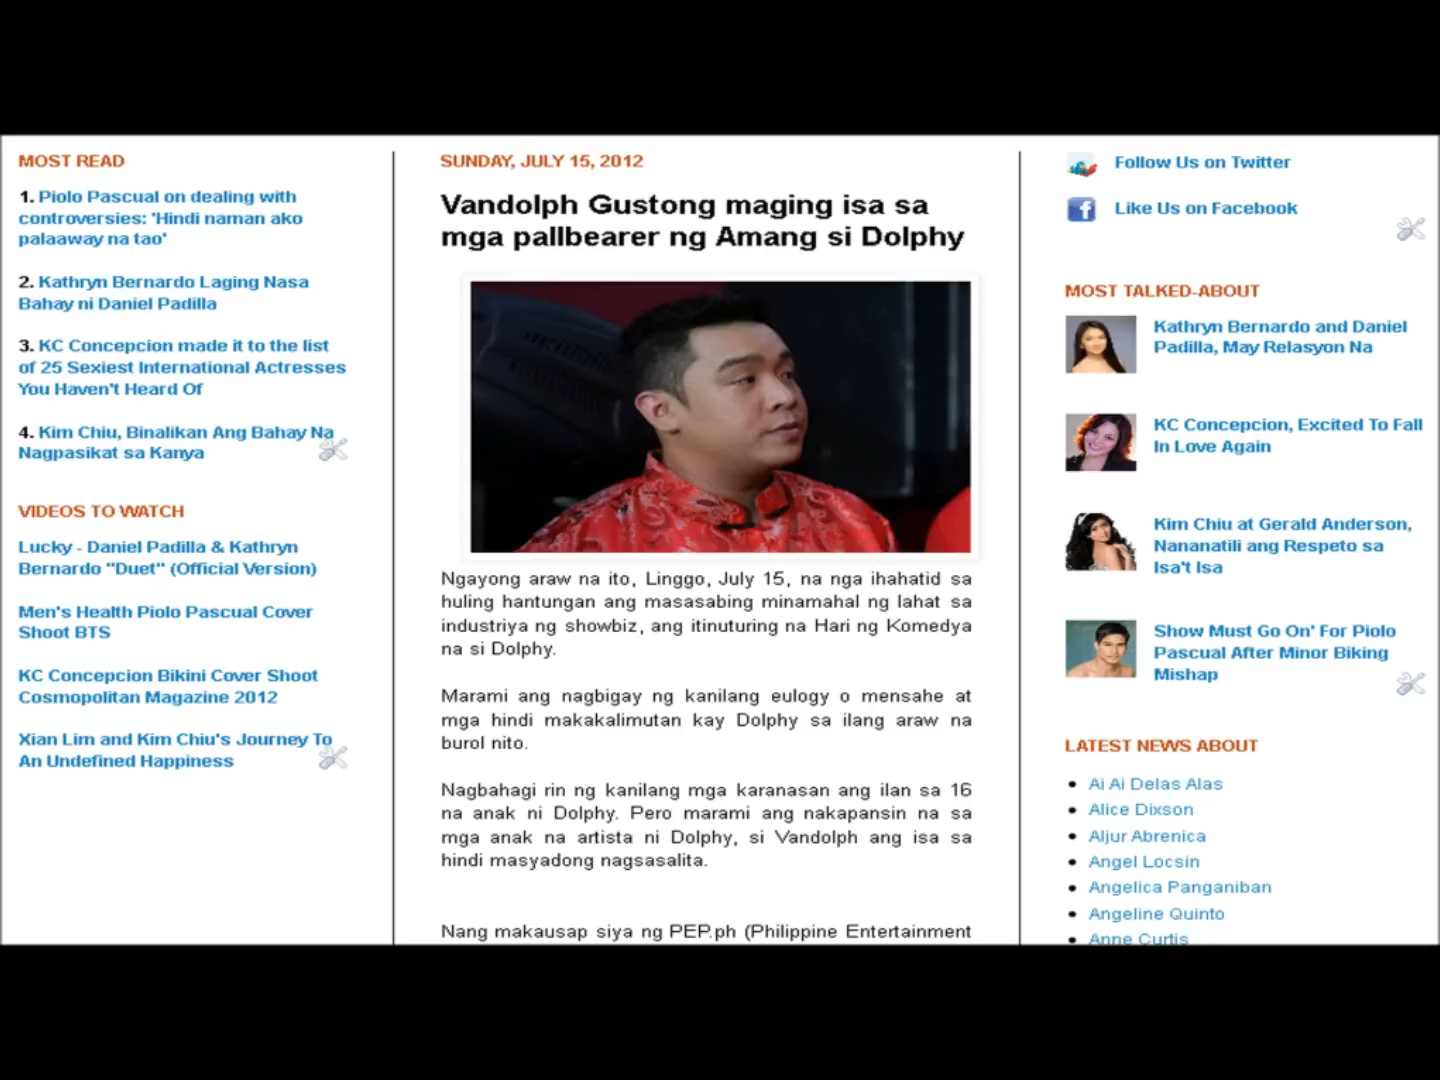 MOST READ
1. Piolo Pascual on dealing with
controversies: 'Hindi naman ako
palaaway na tao'
2. Kathryn Bernardo Laging Nasa
Bahay ni Daniel Padilla
3. KC Concepcion made it to the list
of 25 Sexiest International Actresses
You Haven't Heard Of
4. Kim Chiu, Binalikan Ang Bahay Na
Nagpasikat sa Kanya
VIDEOS TO WATCH
Lucky - Daniel Padilla & Kathryn
Bernardo "Duet" (Official Version)
Men's Health Piolo Pascual Cover
Shoot BTS
KC Concepcion Bikini Cover Shoot
Cosmopolitan Magazine 2012
Xian Lim and Kim Chiu's Journey To
An Undefined Happiness
SUNDAY, JULY 15, 2012
Vandolph Gustong maging isa sa
mga pallbearer ng Amang si Dolphy
Ngayong araw na ito, Linggo, July 15, na nga ihahatid sa
huling hantungan ang masasabing minamahal ng lahat sa
industriya ng showbiz, ang itinuturing na Hari ng Komedya
na si Dolphy.
Marami ang nagbigay ng kanilang eulogy o mensahe at
mga hindi makakalimutan kay Dolphy sa ilang araw na
burol nito.
Nagbahagi rin ng kanilang mga karanasan ang ilan sa 16
na anak ni Dolphy. Pero marami ang nakapansin na sa
mga anak na artista ni Dolphy, si Vandolph ang isa sa
hindi masyadong nagsasalita.
Nang makausap siya ng PEP.ph (Philippine Entertainment
Follow Us on Twitter
Like Us on Facebook
MOST TALKED-ABOUT
Kathryn Bernardo and Daniel
Padilla, May Relasyon Na
KC Concepcion, Excited To Fall
In Love Again
Kim Chiu at Gerald Anderson,
Nananatili ang Respeto sa
Isa't Isa
Show Must Go On' For Piolo
Pascual After Minor Biking
Mishap
LATEST NEWS ABOUT
Ai Ai Delas Alas
Alice Dixson
Aljur Abrenica
Angel Locsin
Angelica Panganiban
Angeline Quinto
Anne Curtis